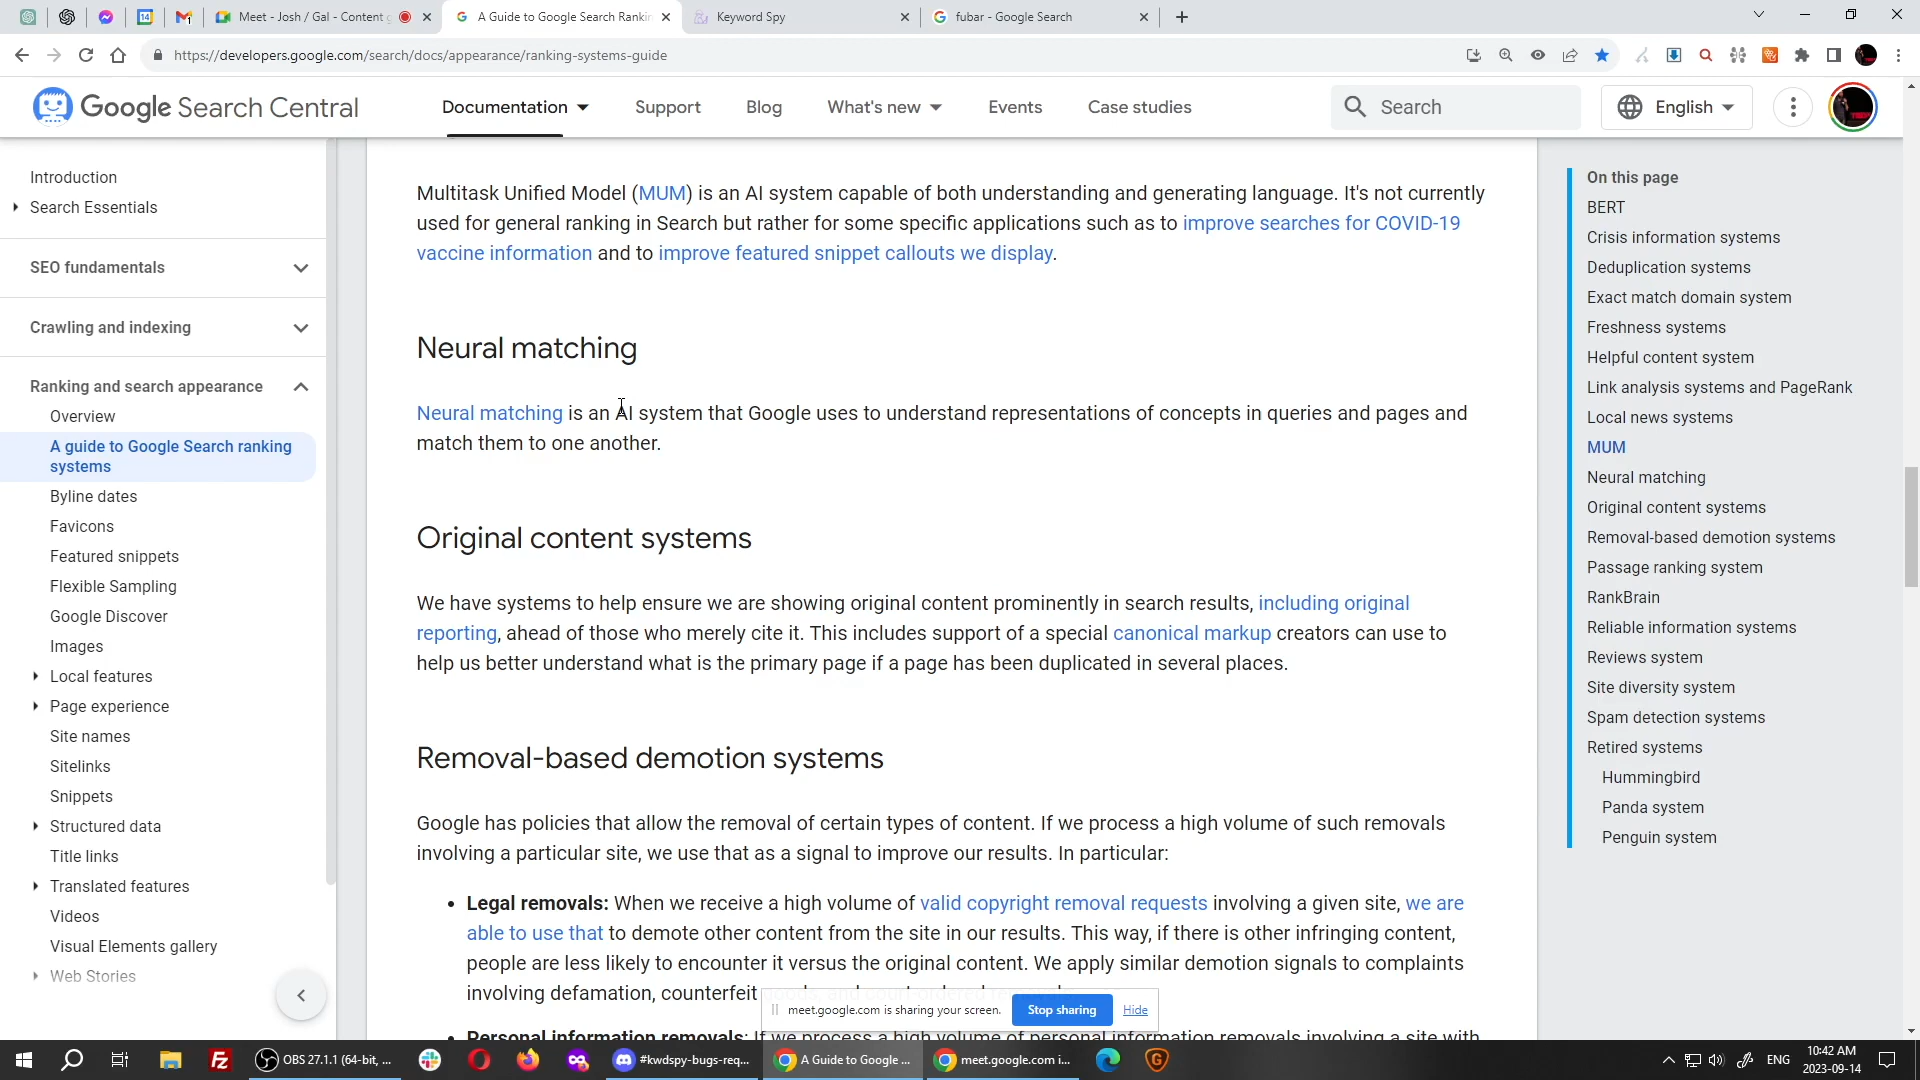 Meet - Josh / Gal - Content
A Guide to Google Search Rankin
Keyword Spy
fubar - Google Search
https://developers.google.com/search/docs/appearance/ranking-systems-guide
Google Search Central
Documentation
Support
Blog
What's new
Events
Case studies
Search
English
Introduction
Search Essentials
SEO fundamentals
Crawling and indexing
Ranking and search appearance
Overview
A guide to Google Search ranking
systems
Byline dates
Favicons
Featured snippets
Flexible Sampling
Google Discover
Images
Local features
Page experience
Site names
Sitelinks
Snippets
Structured data
Title links
Translated features
Videos
Visual Elements gallery
Web Stories
Multitask Unified Model (MUM) is an AI system capable of both understanding and generating language. It's not currently
used for general ranking in Search but rather for some specific applications such as to improve searches for COVID-19
vaccine information and to improve featured snippet callouts we display.
Neural matching
Neural matching is an AI system that Google uses to understand representations of concepts in queries and pages and
match them to one another.
Original content systems
We have systems to help ensure we are showing original content prominently in search results, including original
reporting, ahead of those who merely cite it. This includes support of a special canonical markup creators can use to
help us better understand what is the primary page if a page has been duplicated in several places.
Removal-based demotion systems
Google has policies that allow the removal of certain types of content. If we process a high volume of such removals
involving a particular site, we use that as a signal to improve our results. In particular:
• Legal removals: When we receive a high volume of valid copyright removal requests involving a given site, we are
able to use that to demote other content from the site in our results. This way, if there is other infringing content,
people are less likely to encounter it versus the original content. We apply similar demotion signals to complaints
involving defamation, counterfeit goods, and court-ordered removals.
• Personal information removals: If we process a high volume of personal information removals involving a site with
On this page
BERT
Crisis information systems
Deduplication systems
Exact match domain system
Freshness systems
Helpful content system
Link analysis systems and PageRank
Local news systems
MUM
Neural matching
Original content systems
Removal-based demotion systems
Passage ranking system
RankBrain
Reliable information systems
Reviews system
Site diversity system
Spam detection systems
Retired systems
Hummingbird
Panda system
Penguin system
meet.google.com is sharing your screen.
Stop sharing
Hide
OBS 27.1.1 (64-bit, ...
#kwdspy-bugs-req...
A Guide to Google ...
meet.google.com i...
ENG
10:42 AM
2023-09-14